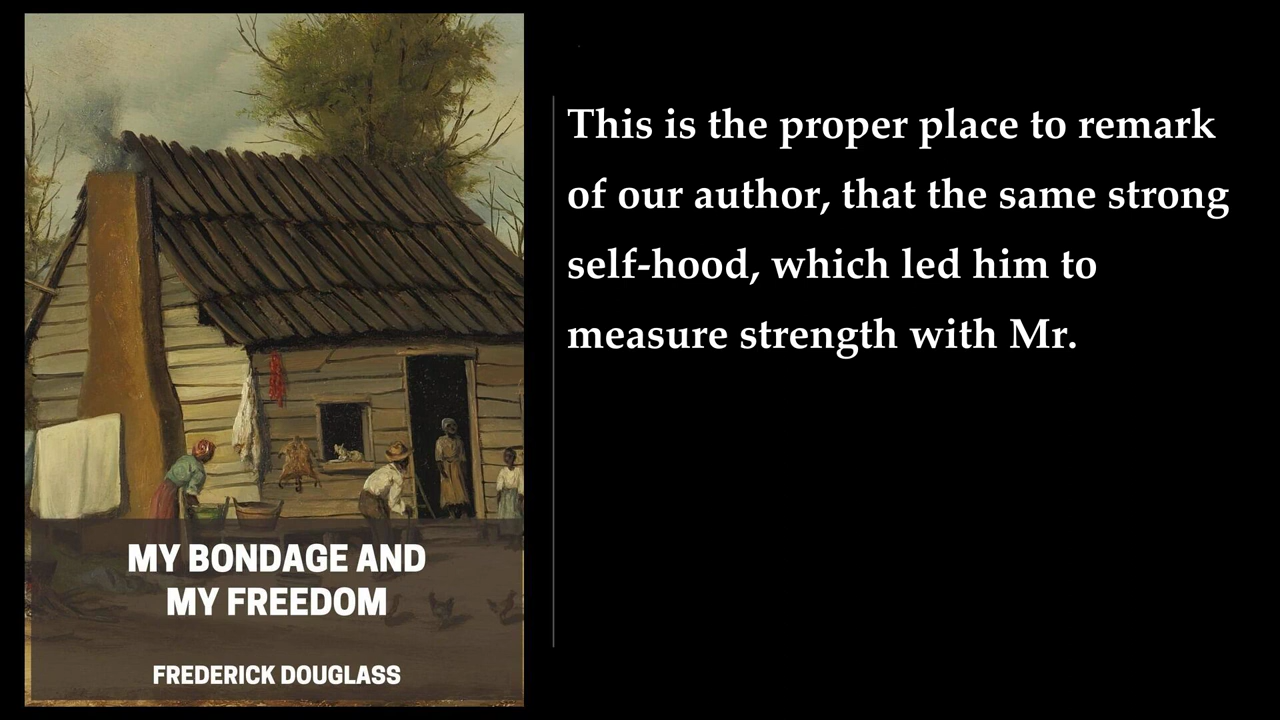 This is the proper place to remark
of our author, that the same strong
self-hood, which led him to
measure strength with Mr.
MY BONDAGE AND
MY FREEDOM
FREDERICK DOUGLASS